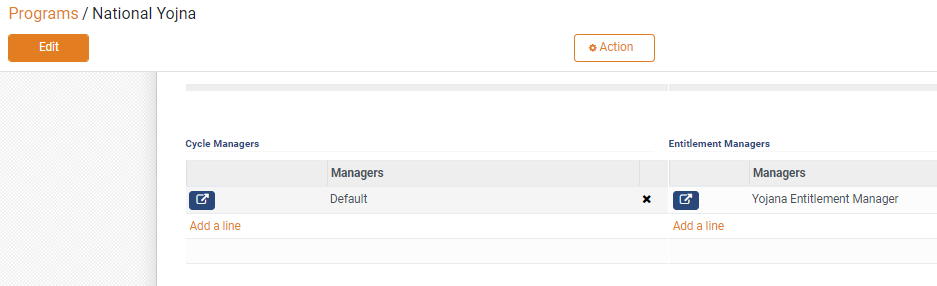 Programs / National Yojna
Edit
Action
Cycle Managers
Entitlement Managers
Managers
Managers
Default
Yojana Entitlement Manager
Add a line
Add a line